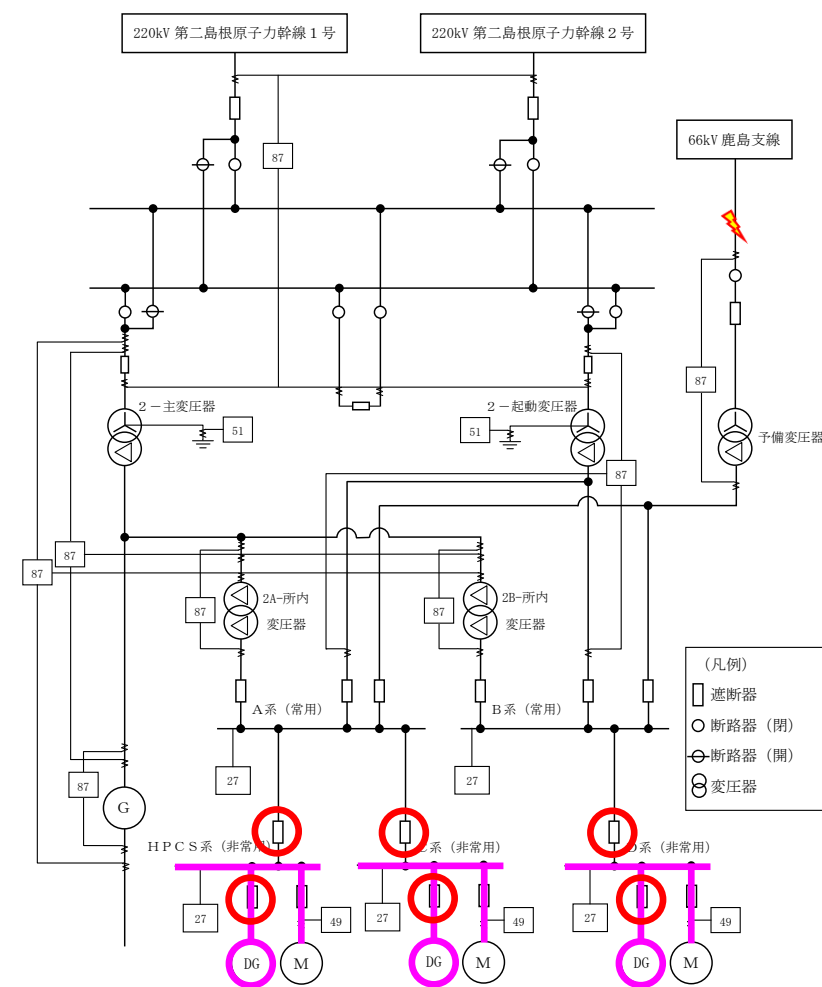 220kV 第二島根原子力幹線１号
220kV 第二島根原子力幹線２号
66kV 鹿島支線
87
87
２－主変圧器
51
２－起動変圧器
51
予備変圧器
87
87
87
2A-所内
変圧器
87
2B-所内
変圧器
87
(凡例)
遮断器
断路器（閉）
断路器（開）
変圧器
Ａ系（常用）
Ｂ系（常用）
27
27
87
G
ＨＰＣＳ系（非常用）
Ｃ系（非常用）
Ｄ系（非常用）
27
49
27
49
27
49
DG
M
DG
M
DG
M